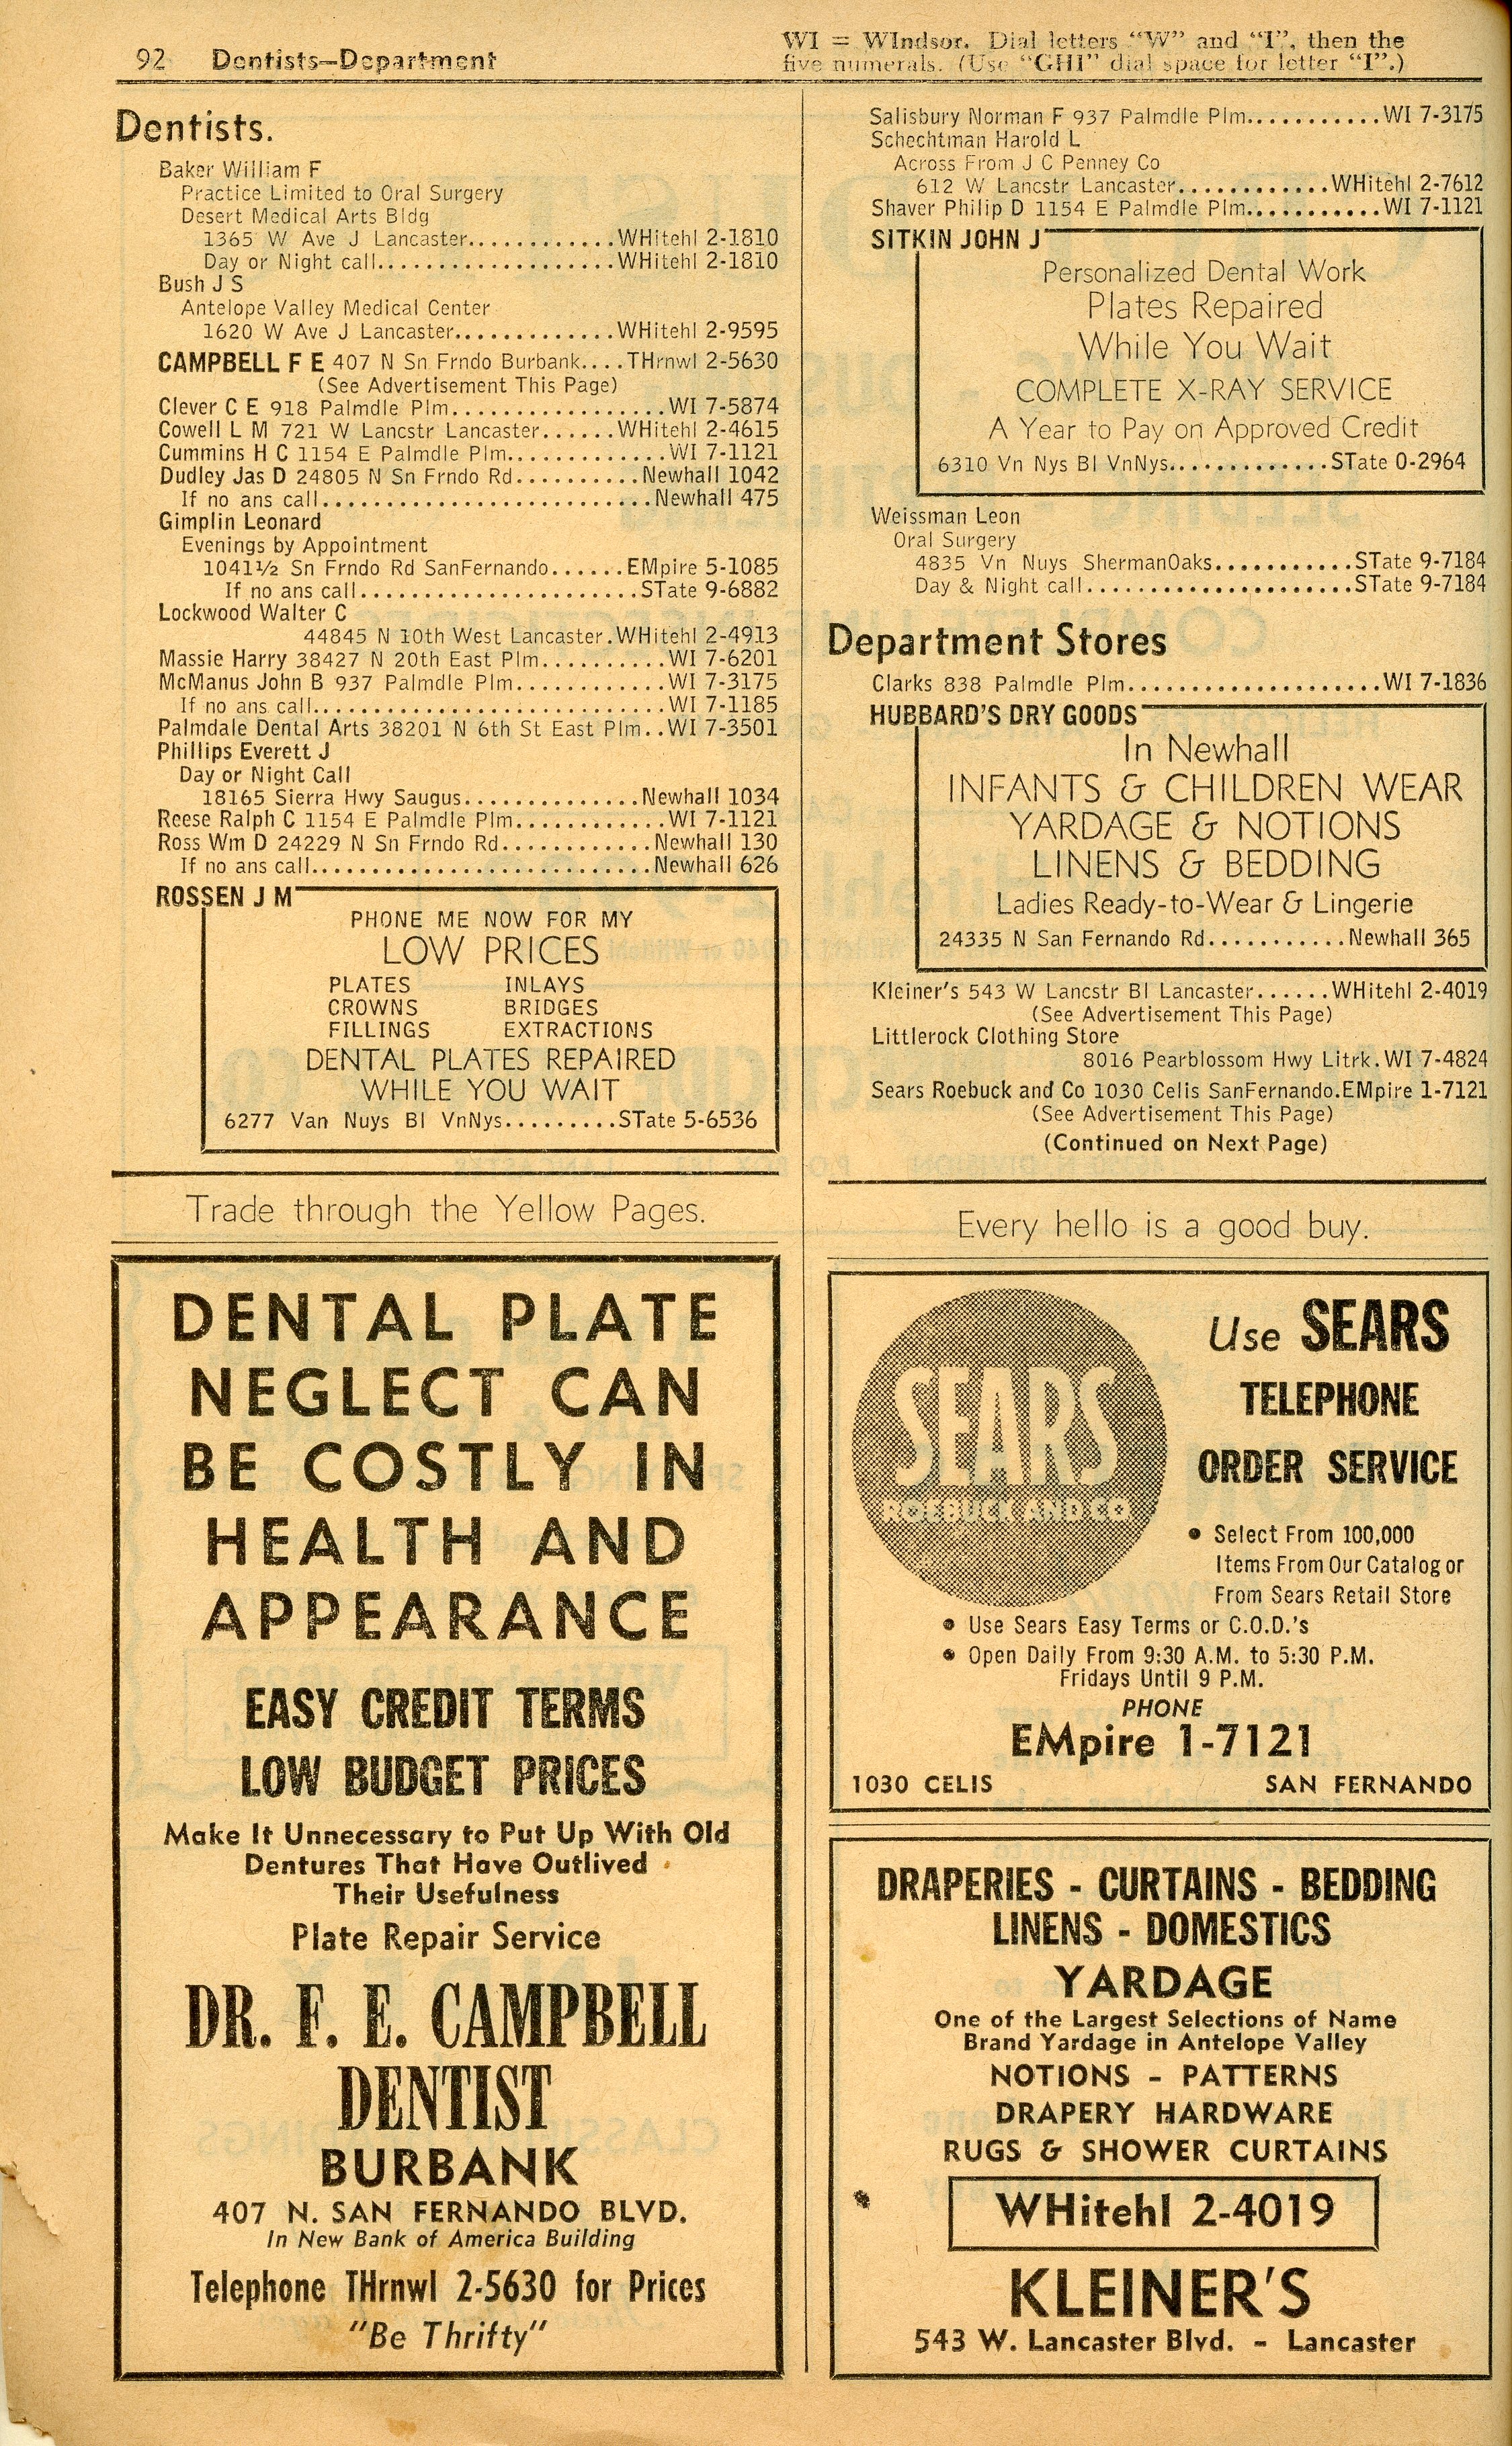 92 Dentists—Department
WI = WIndsor. Dial letters “W” and “I”, then the
five numerals. (Use “GHI” dial space for letter “I”.)
Dentists.
Baker William F
Practice Limited to Oral Surgery
Desert Medical Arts Bldg
1365 W Ave J Lancaster............WHitehl 2-1810
Day or Night call...................WHitehl 2-1810
Bush J S
Antelope Valley Medical Center
1620 W Ave J Lancaster.............WHitehl 2-9595
CAMPBELL F E 407 N Sn Frndo Burbank....THrnwl 2-5630
(See Advertisement This Page)
Clever C E 918 Palmdle Plm..................WI 7-5874
Cowell L M 721 W Lancstr Lancaster......WHitehl 2-4615
Cummins H C 1154 E Palmdle Plm.............WI 7-1121
Dudley Jas D 24805 N Sn Frndo Rd..........Newhall 1042
If no ans call...........................Newhall 475
Gimplin Leonard
Evenings by Appointment
1041½ Sn Frndo Rd SanFernando......EMpire 5-1085
If no ans call.......................STate 9-6882
Lockwood Walter C
44845 N 10th West Lancaster.WHitehl 2-4913
Massie Harry 38427 N 20th East Plm..........WI 7-6201
McManus John B 937 Palmdle Plm............WI 7-3175
If no ans call............................WI 7-1185
Palmdale Dental Arts 38201 N 6th St East Plm..WI 7-3501
Phillips Everett J
Day or Night Call
18165 Sierra Hwy Saugus..............Newhall 1034
Reese Ralph C 1154 E Palmdle Plm............WI 7-1121
Ross Wm D 24229 N Sn Frndo Rd............Newhall 130
If no ans call...........................Newhall 626
ROSSEN J M
PHONE ME NOW FOR MY
LOW PRICES
PLATES INLAYS
CROWNS BRIDGES
FILLINGS EXTRACTIONS
DENTAL PLATES REPAIRED
WHILE YOU WAIT
6277 Van Nuys Bl VnNys.........STate 5-6536
Trade through the Yellow Pages.
DENTAL PLATE
NEGLECT CAN
BE COSTLY IN
HEALTH AND
APPEARANCE
EASY CREDIT TERMS
LOW BUDGET PRICES
Make It Unnecessary to Put Up With Old
Dentures That Have Outlived
Their Usefulness
Plate Repair Service
DR. F. E. CAMPBELL
DENTIST
BURBANK
407 N. SAN FERNANDO BLVD.
In New Bank of America Building
Telephone THrnwl 2-5630 for Prices
"Be Thrifty"
Salisbury Norman F 937 Palmdle Plm...........WI 7-3175
Schechtman Harold L
Across From J C Penney Co
612 W Lancstr Lancaster............WHitehl 2-7612
Shaver Philip D 1154 E Palmdle Plm...........WI 7-1121
SITKIN JOHN J
Personalized Dental Work
Plates Repaired
While You Wait
COMPLETE X-RAY SERVICE
A Year to Pay on Approved Credit
6310 Vn Nys Bl VnNys.............STate 0-2964
Weissman Leon
Oral Surgery
4835 Vn Nuys ShermanOaks...........STate 9-7184
Day & Night call......................STate 9-7184
Department Stores
Clarks 838 Palmdle Plm.....................WI 7-1836
HUBBARD'S DRY GOODS
In Newhall
INFANTS & CHILDREN WEAR
YARDAGE & NOTIONS
LINENS & BEDDING
Ladies Ready-to-Wear & Lingerie
24335 N San Fernando Rd...........Newhall 365
Kleiner's 543 W Lancstr Bl Lancaster......WHitehl 2-4019
(See Advertisement This Page)
Littlerock Clothing Store
8016 Pearblossom Hwy Litrk.WI 7-4824
Sears Roebuck and Co 1030 Celis SanFernando.EMpire 1-7121
(See Advertisement This Page)
(Continued on Next Page)
Every hello is a good buy.
SEARS
ROEBUCK AND CO
Use SEARS
TELEPHONE
ORDER SERVICE
• Select From 100,000
Items From Our Catalog or
From Sears Retail Store
• Use Sears Easy Terms or C.O.D.'s
• Open Daily From 9:30 A.M. to 5:30 P.M.
Fridays Until 9 P.M.
PHONE
EMpire 1-7121
1030 CELIS SAN FERNANDO
DRAPERIES - CURTAINS - BEDDING
LINENS - DOMESTICS
YARDAGE
One of the Largest Selections of Name
Brand Yardage in Antelope Valley
NOTIONS - PATTERNS
DRAPERY HARDWARE
RUGS & SHOWER CURTAINS
WHitehl 2-4019
KLEINER'S
543 W. Lancaster Blvd. - Lancaster